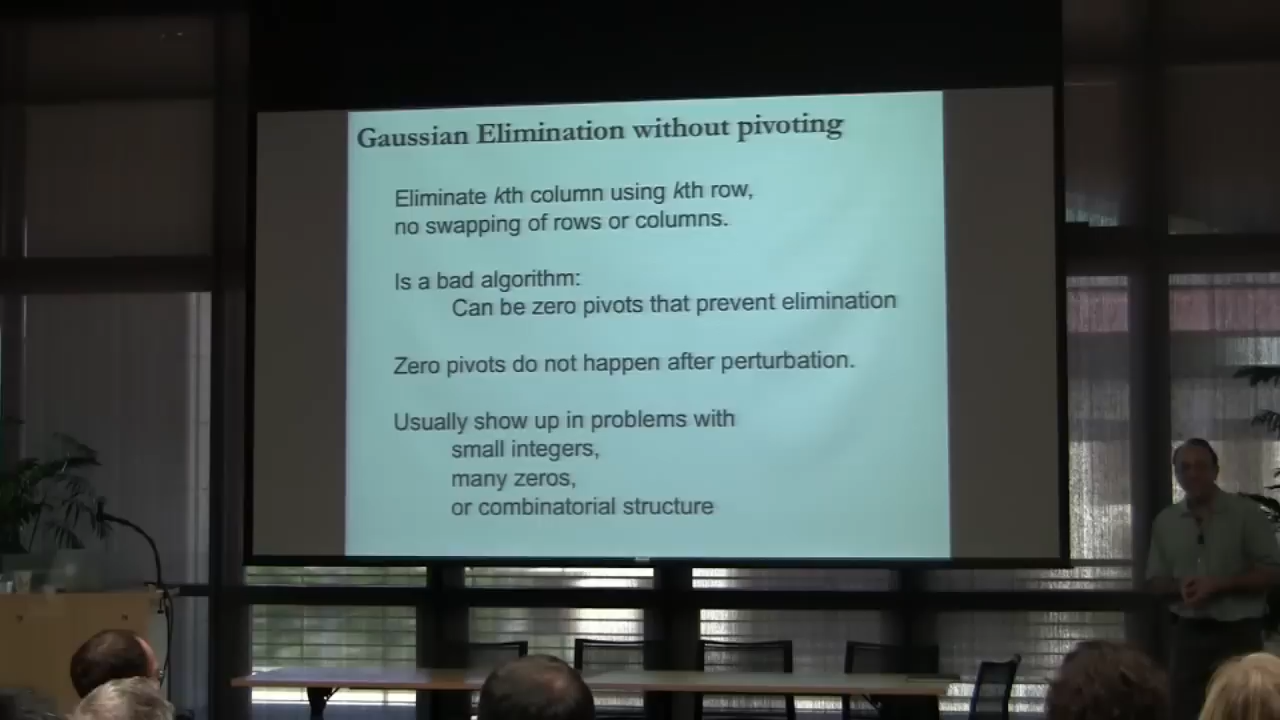 Gaussian Elimination without pivoting
Eliminate kth column using kth row,
no swapping of rows or columns.
Is a bad algorithm:
Can be zero pivots that prevent elimination
Zero pivots do not happen after perturbation.
Usually show up in problems with
small integers,
many zeros,
or combinatorial structure